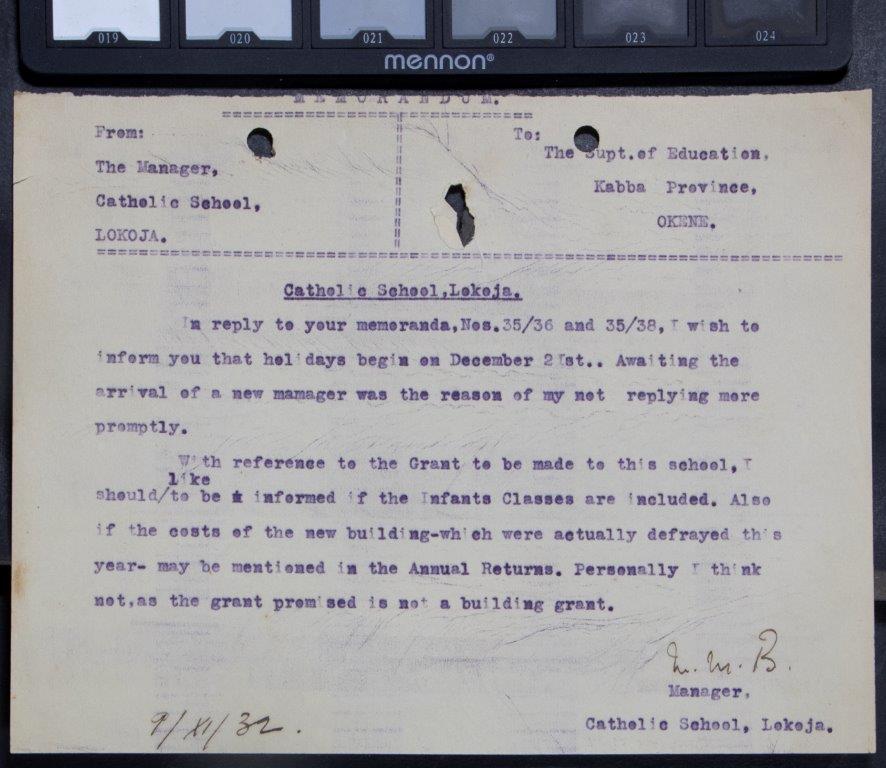 019 020 021 022 023 024
mennon®
MEMORANDUM.
From: To:
The Manager, The Supt.of Education,
Catholic School, Kabba Province,
LOKOJA. OKENE.
Catholic School,Lokoja.
In reply to your memoranda,Nos.35/36 and 35/38,I wish to
inform you that holidays begin on December 21st.. Awaiting the
arrival of a new mamager was the reason of my not replying more
promptly.
With reference to the Grant to be made to this school,I
like
should/to be informed if the Infants Classes are included. Also
if the costs of the new building-which were actually defrayed this
year- may be mentioned in the Annual Returns. Personally I think
not,as the grant promised is not a building grant.
M. M. B.
Manager,
9/XI/32.
Catholic School, Lokoja.